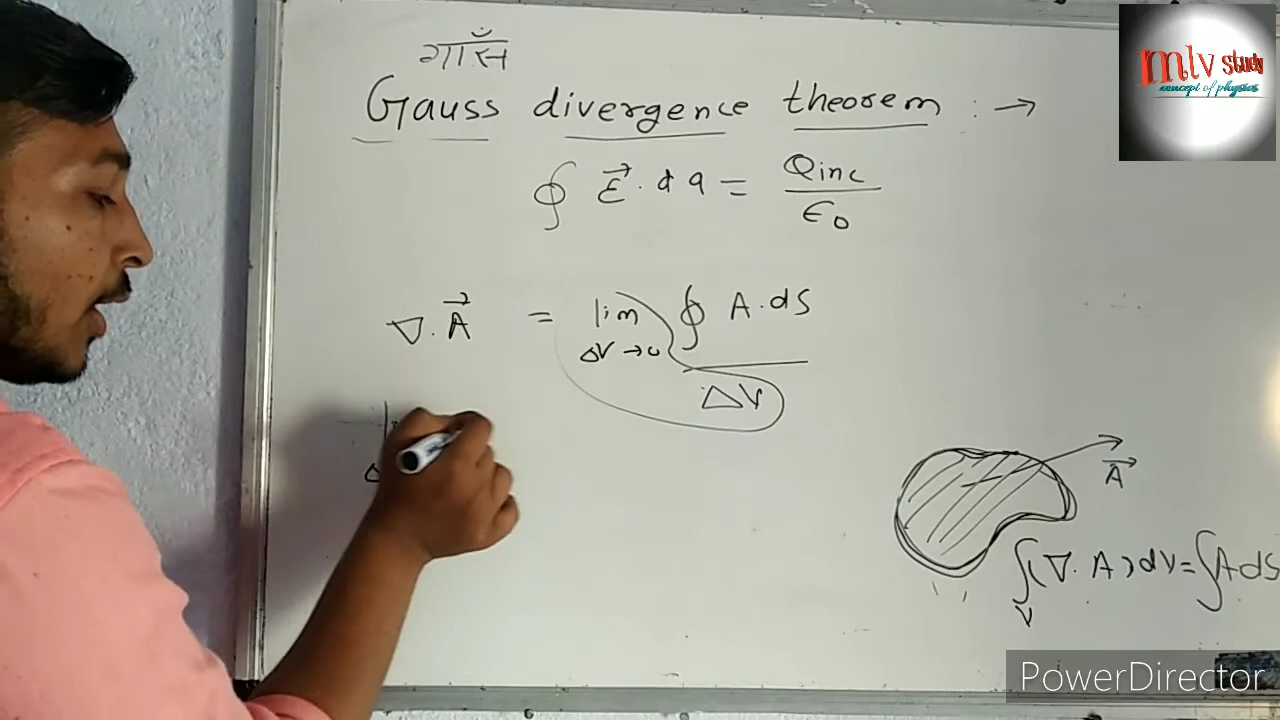 गाॅस
Gauss divergence theorem : →
∮ E⃗ . da = Qinc / ε0
∇ . A⃗ = lim ΔV→0 ∮ A . dS / ΔV
A⃗
∫V (∇ . A) dV = ∫ A dS
mlv study
concept of physics
PowerDirector